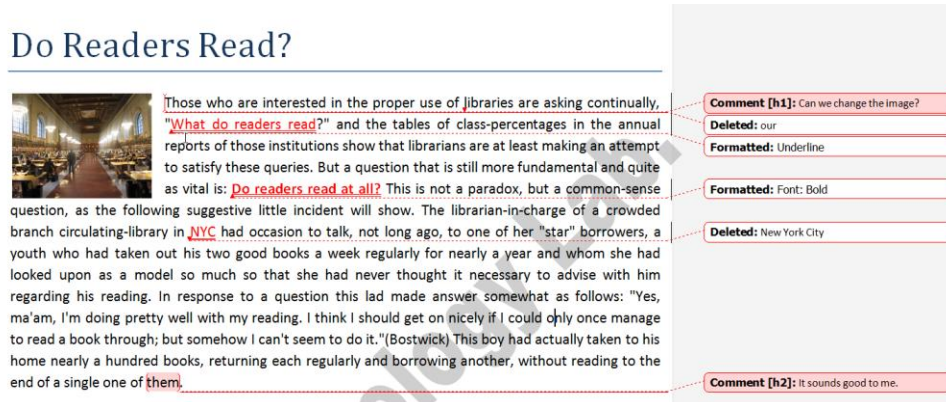 Do Readers Read?
Those who are interested in the proper use of libraries are asking continually,
"What do readers read?" and the tables of class-percentages in the annual
reports of those institutions show that librarians are at least making an attempt
to satisfy these queries. But a question that is still more fundamental and quite
as vital is: Do readers read at all? This is not a paradox, but a common-sense
question, as the following suggestive little incident will show. The librarian-in-charge of a crowded
branch circulating-library in NYC had occasion to talk, not long ago, to one of her "star" borrowers, a
youth who had taken out his two good books a week regularly for nearly a year and whom she had
looked upon as a model so much so that she had never thought it necessary to advise with him
regarding his reading. In response to a question this lad made answer somewhat as follows: "Yes,
ma'am, I'm doing pretty well with my reading. I think I should get on nicely if I could only once manage
to read a book through; but somehow I can't seem to do it."(Bostwick) This boy had actually taken to his
home nearly a hundred books, returning each regularly and borrowing another, without reading to the
end of a single one of them.
Comment [h1]: Can we change the image?
Deleted: our
Formatted: Underline
Formatted: Font: Bold
Deleted: New York City
Comment [h2]: It sounds good to me.
ology Lab.